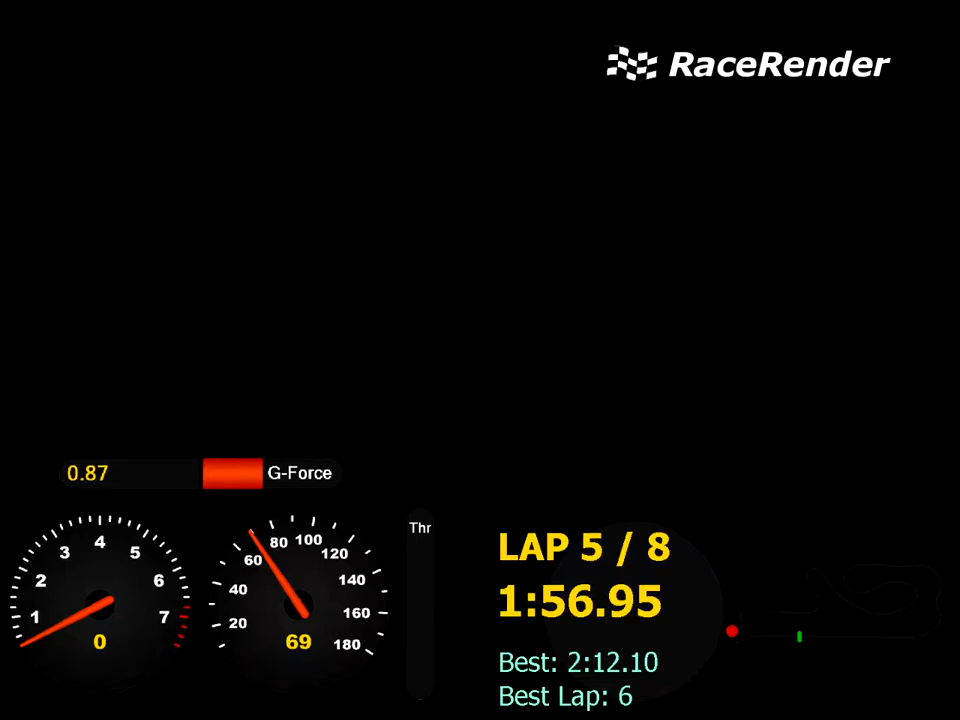 RaceRender
0.87 G-Force
Thr
1 2 3 4 5 6 7
0
20 40 60 80 100 120 140 160 180
69
LAP 5 / 8
1:56.95
Best: 2:12.10
Best Lap: 6